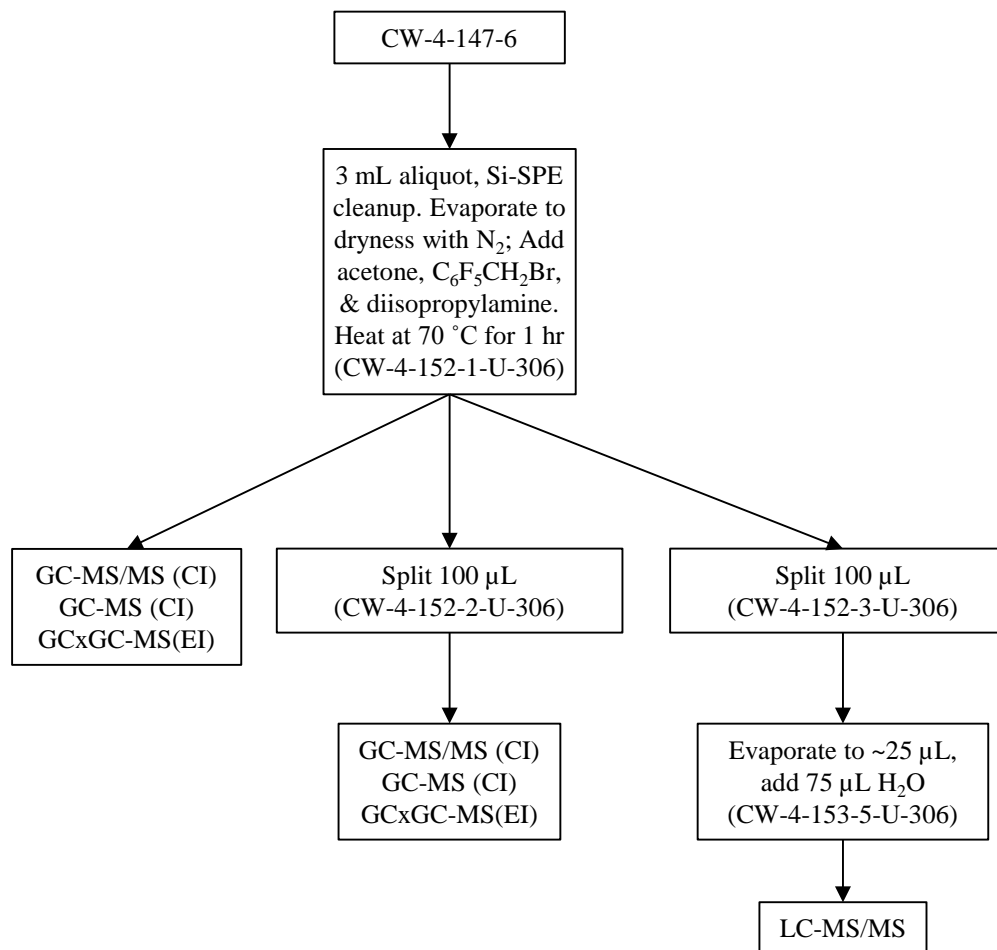 CW-4-147-6
3 mL aliquot, Si-SPE
cleanup. Evaporate to
dryness with N₂; Add
acetone, C₆F₅CH₂Br,
& diisopropylamine.
Heat at 70 ˚C for 1 hr
(CW-4-152-1-U-306)
GC-MS/MS (CI)
GC-MS (CI)
GCxGC-MS(EI)
Split 100 µL
(CW-4-152-2-U-306)
Split 100 µL
(CW-4-152-3-U-306)
GC-MS/MS (CI)
GC-MS (CI)
GCxGC-MS(EI)
Evaporate to ~25 µL,
add 75 µL H₂O
(CW-4-153-5-U-306)
LC-MS/MS